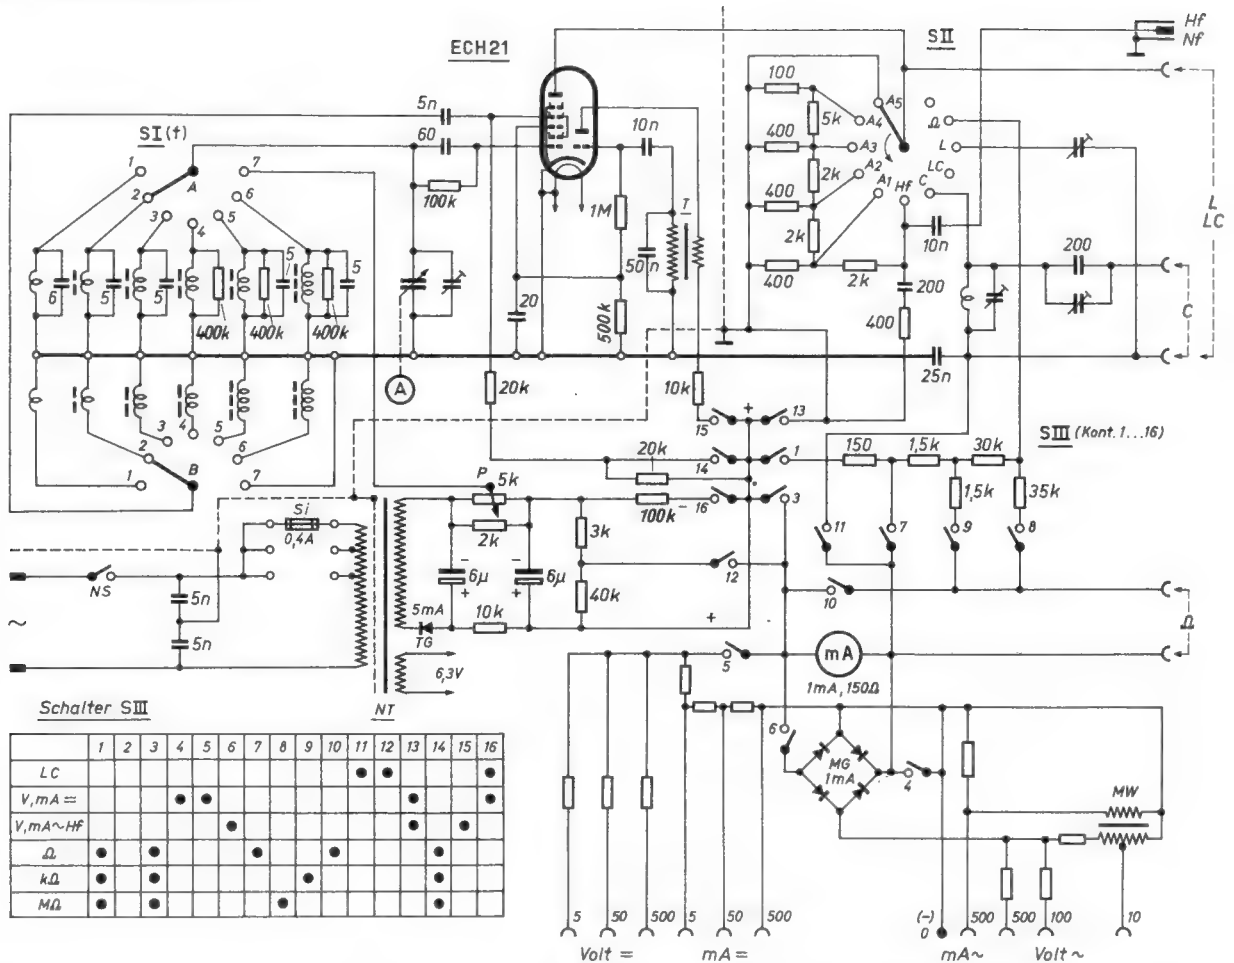 Hf
Nf
ECH21
SII
5n
SI (f)
60
10n
100
5k
A5
A4
Ω
400
A3
L
2k
A2
LC
400
A1
Hf
C
2k
10n
400
2k
200
200
400
L
LC
C
1 7
A
2 6
3 5
4
100k
1M
T
50n
6 5 5 5 5
400k 400k 400k
20
500k
25n
A
20k
10k
3 4 5
2 6
B
1 7
+
15 13
20k
14 1
150 1,5k 30k
SIII (Kont. 1...16)
P
5k
100k
- 16 3
1,5k 35k
2k
3k
11 7 9 8
Si
0,4A
12
10
NS
5n
5n
~
- -
6μ 6μ
+ +
40k
5mA
TG
10k
+
Ω
5
mA
1mA, 150Ω
6,3V
NT
6
MG
1mA
4
MW
Schalter SIII
1 2 3 4 5 6 7 8 9 10 11 12 13 14 15 16
LC
V, mA =
V, mA~Hf
Ω
kΩ
MΩ
5 50 500 5 50 500
(-)
0
500 500 100 10
Volt = mA = mA~ Volt ~